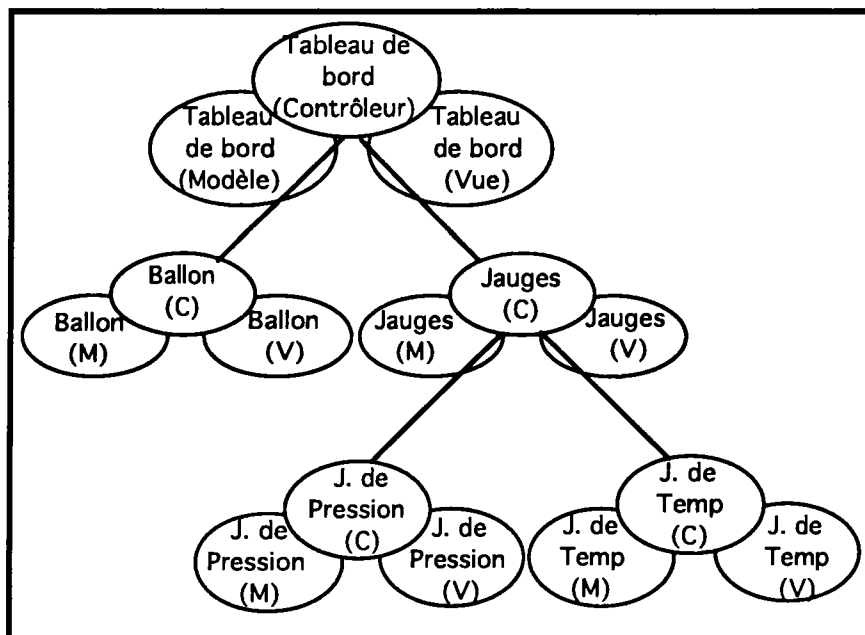 Tableau de
bord
(Contrôleur)
Tableau
de bord
(Modèle)
Tableau
de bord
(Vue)
Ballon
(C)
Ballon
(M)
Ballon
(V)
Jauges
(C)
Jauges
(M)
Jauges
(V)
J. de
Pression
(C)
J. de
Pression
(M)
J. de
Pression
(V)
J. de
Temp
(C)
J. de
Temp
(M)
J. de
Temp
(V)